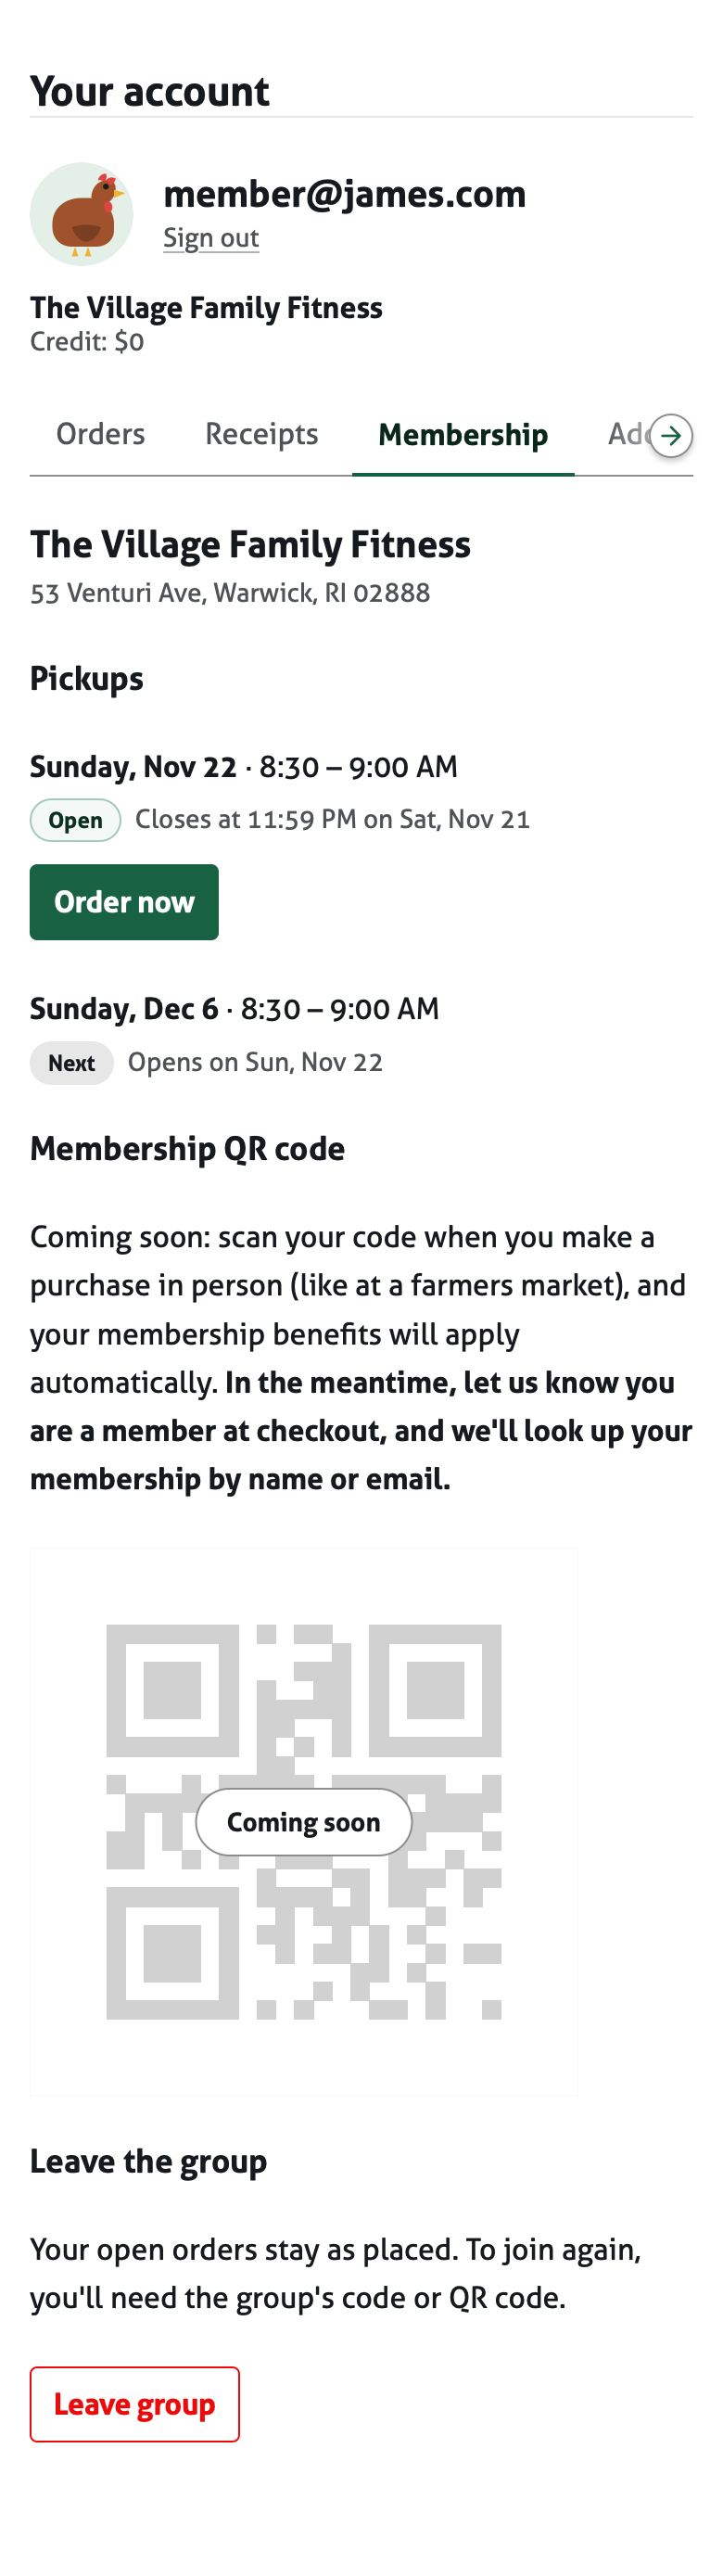 Your account
member@james.com
Sign out
The Village Family Fitness
Credit: $0
Orders Receipts Membership
The Village Family Fitness
53 Venturi Ave, Warwick, RI 02888
Pickups
Sunday, Nov 22 · 8:30 – 9:00 AM
Open Closes at 11:59 PM on Sat, Nov 21
Order now
Sunday, Dec 6 · 8:30 – 9:00 AM
Next Opens on Sun, Nov 22
Membership QR code
Coming soon: scan your code when you make a
purchase in person (like at a farmers market), and
your membership benefits will apply
automatically. In the meantime, let us know you
are a member at checkout, and we'll look up your
membership by name or email.
Coming soon
Leave the group
Your open orders stay as placed. To join again,
you'll need the group's code or QR code.
Leave group